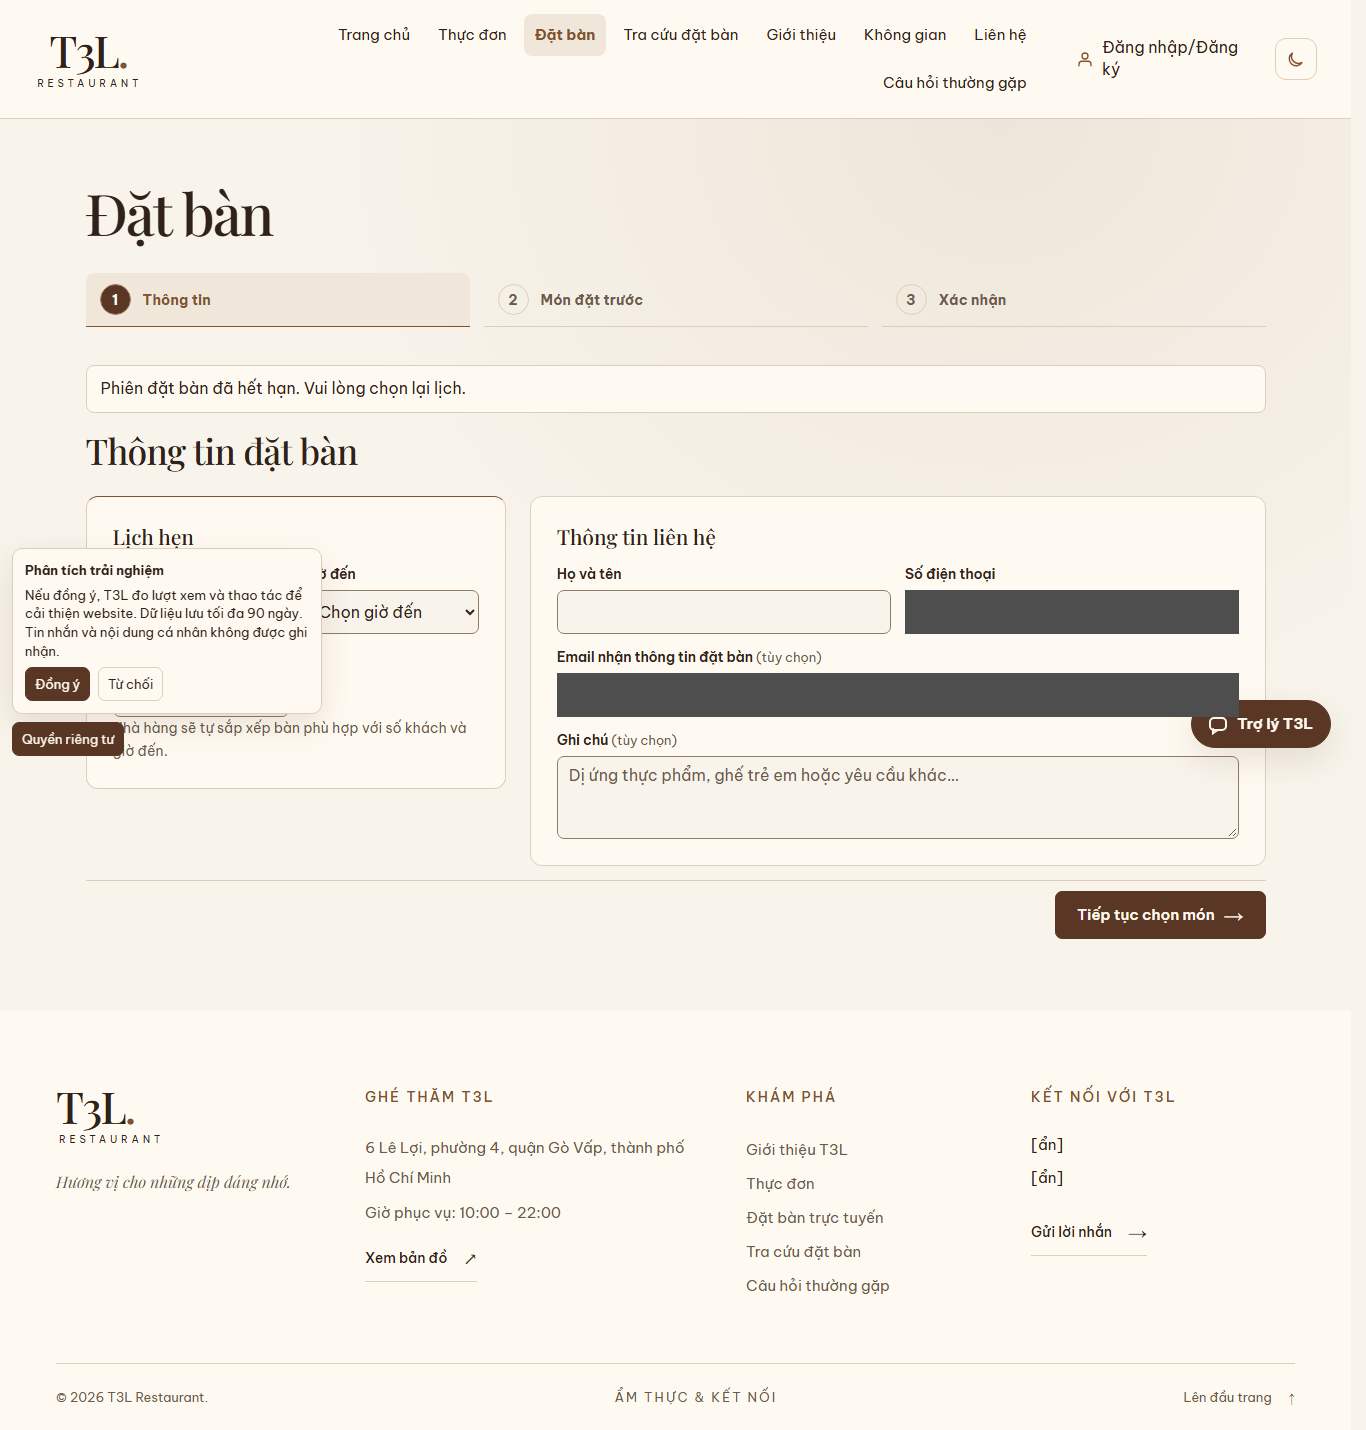 T3L.
RESTAURANT
Trang chủ
Thực đơn
Đặt bàn
Tra cứu đặt bàn
Giới thiệu
Không gian
Liên hệ
Câu hỏi thường gặp
Đăng nhập/Đăng
ký
Đặt bàn
1 Thông tin
2 Món đặt trước
3 Xác nhận
Phiên đặt bàn đã hết hạn. Vui lòng chọn lại lịch.
Thông tin đặt bàn
Lịch hẹn
đến
Chọn giờ đến
hà hàng sẽ tự sắp xếp bàn phù hợp với số khách và
đến.
Phân tích trải nghiệm
Nếu đồng ý, T3L đo lượt xem và thao tác để
cải thiện website. Dữ liệu lưu tối đa 90 ngày.
Tin nhắn và nội dung cá nhân không được ghi
nhận.
Đồng ý
Từ chối
Quyền riêng tư
Thông tin liên hệ
Họ và tên
Số điện thoại
Email nhận thông tin đặt bàn (tùy chọn)
Ghi chú (tùy chọn)
Dị ứng thực phẩm, ghế trẻ em hoặc yêu cầu khác...
Trợ lý T3L
Tiếp tục chọn món →
T3L.
RESTAURANT
Hương vị cho những dịp đáng nhớ.
GHÉ THĂM T3L
6 Lê Lợi, phường 4, quận Gò Vấp, thành phố
Hồ Chí Minh
Giờ phục vụ: 10:00 – 22:00
Xem bản đồ ↗
KHÁM PHÁ
Giới thiệu T3L
Thực đơn
Đặt bàn trực tuyến
Tra cứu đặt bàn
Câu hỏi thường gặp
KẾT NỐI VỚI T3L
[ẩn]
[ẩn]
Gửi lời nhắn →
© 2026 T3L Restaurant.
ẨM THỰC & KẾT NỐI
Lên đầu trang ↑